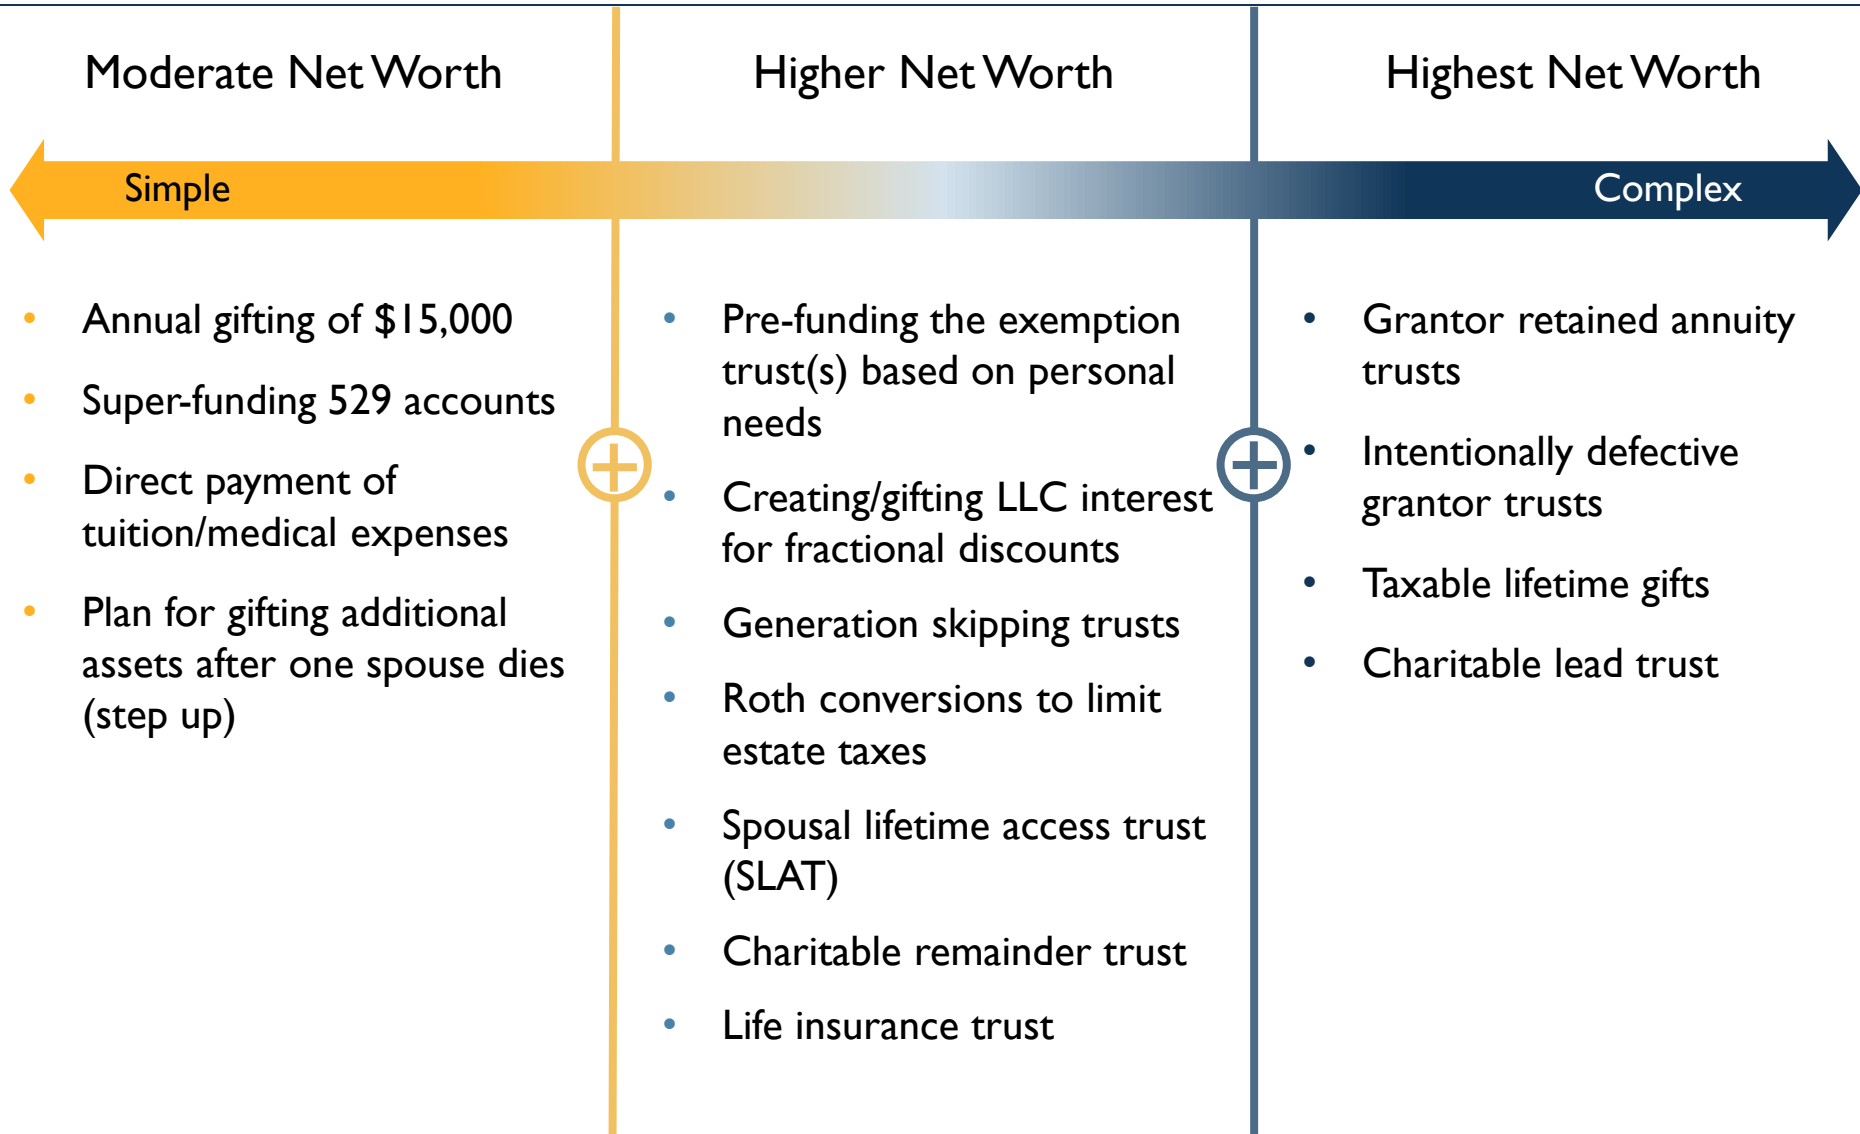 Moderate Net Worth
Higher Net Worth
Highest Net Worth
Simple
Complex
• Annual gifting of $15,000
• Super-funding 529 accounts
• Direct payment of
tuition/medical expenses
• Plan for gifting additional
assets after one spouse dies
(step up)
• Pre-funding the exemption
trust(s) based on personal
needs
• Creating/gifting LLC interest
for fractional discounts
• Generation skipping trusts
• Roth conversions to limit
estate taxes
• Spousal lifetime access trust
(SLAT)
• Charitable remainder trust
• Life insurance trust
• Grantor retained annuity
trusts
• Intentionally defective
grantor trusts
• Taxable lifetime gifts
• Charitable lead trust